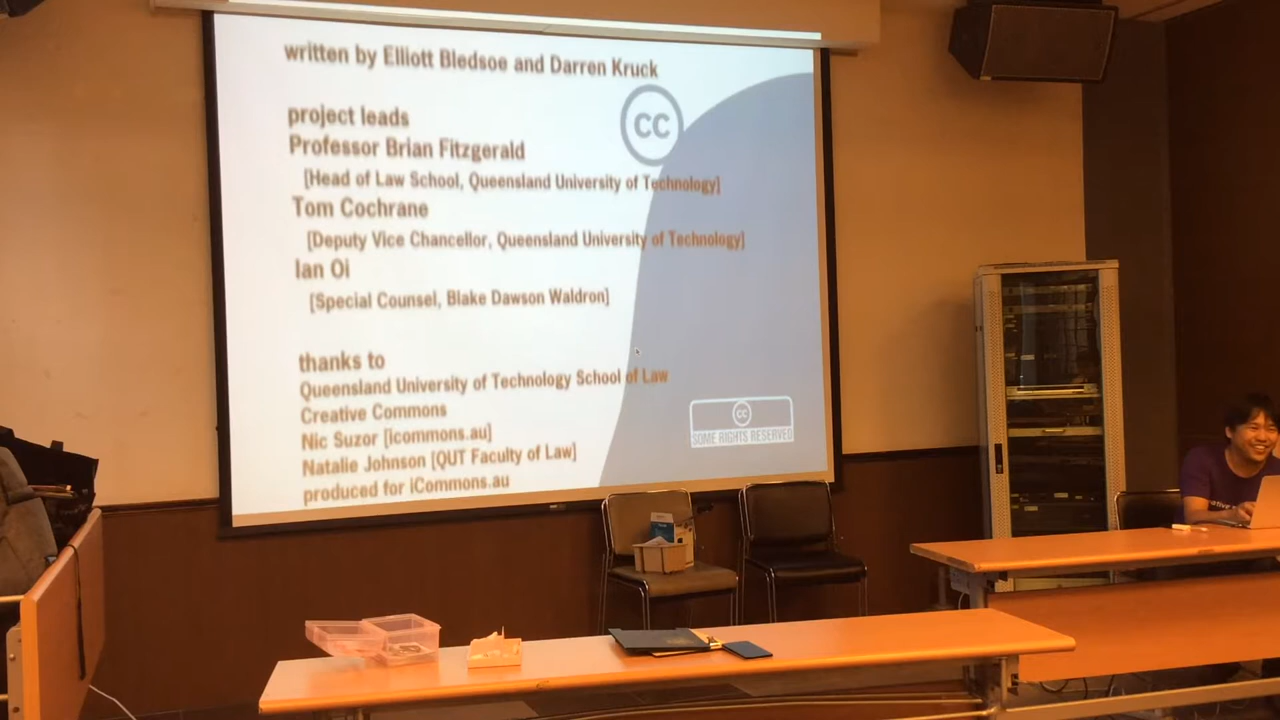 written by Elliott Bledsoe and Darren Kruck
cc
project leads
Professor Brian Fitzgerald
[Head of Law School, Queensland University of Technology]
Tom Cochrane
[Deputy Vice Chancellor, Queensland University of Technology]
Ian Oi
[Special Counsel, Blake Dawson Waldron]
thanks to
Queensland University of Technology School of Law
Creative Commons
Nic Suzor [icommons.au]
Natalie Johnson [QUT Faculty of Law]
produced for iCommons.au
cc
SOME RIGHTS RESERVED